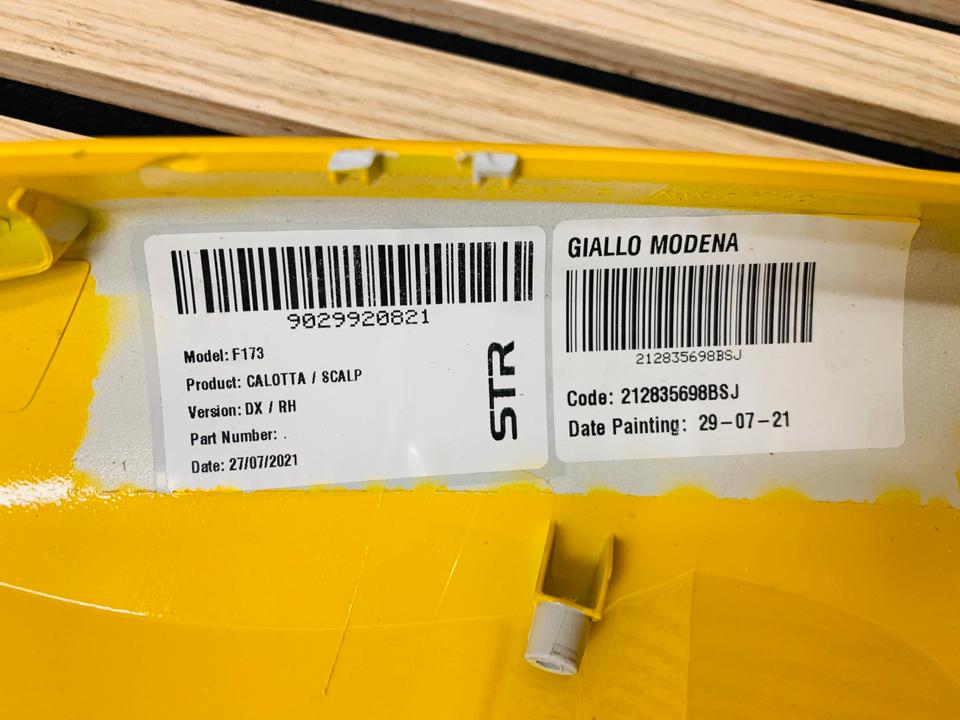 9029920821
Model: F173
Product: CALOTTA / SCALP
Version: DX / RH
Part Number: .
Date: 27/07/2021
STR
GIALLO MODENA
212835698BSJ
Code: 212835698BSJ
Date Painting: 29-07-21